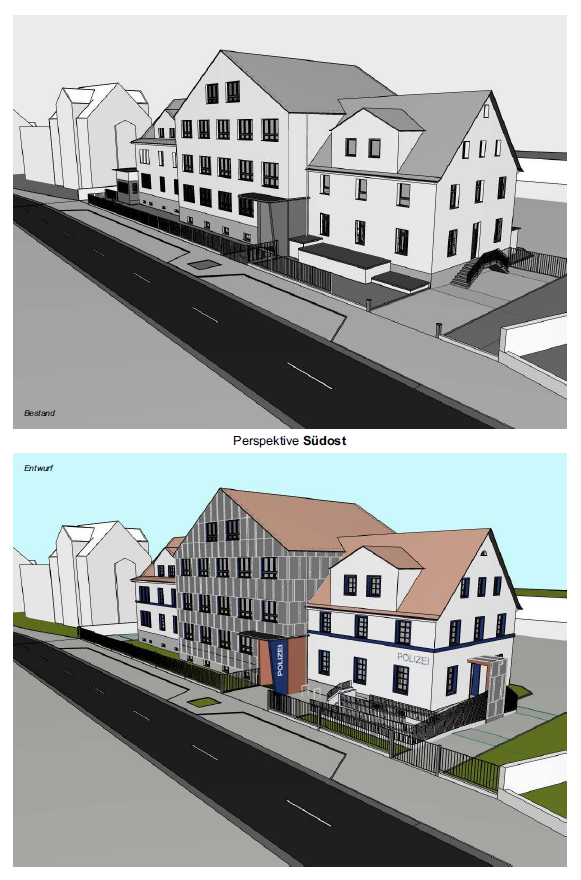 Bestand
Perspektive Südost
Entwurf
POLIZEI
POLIZEI